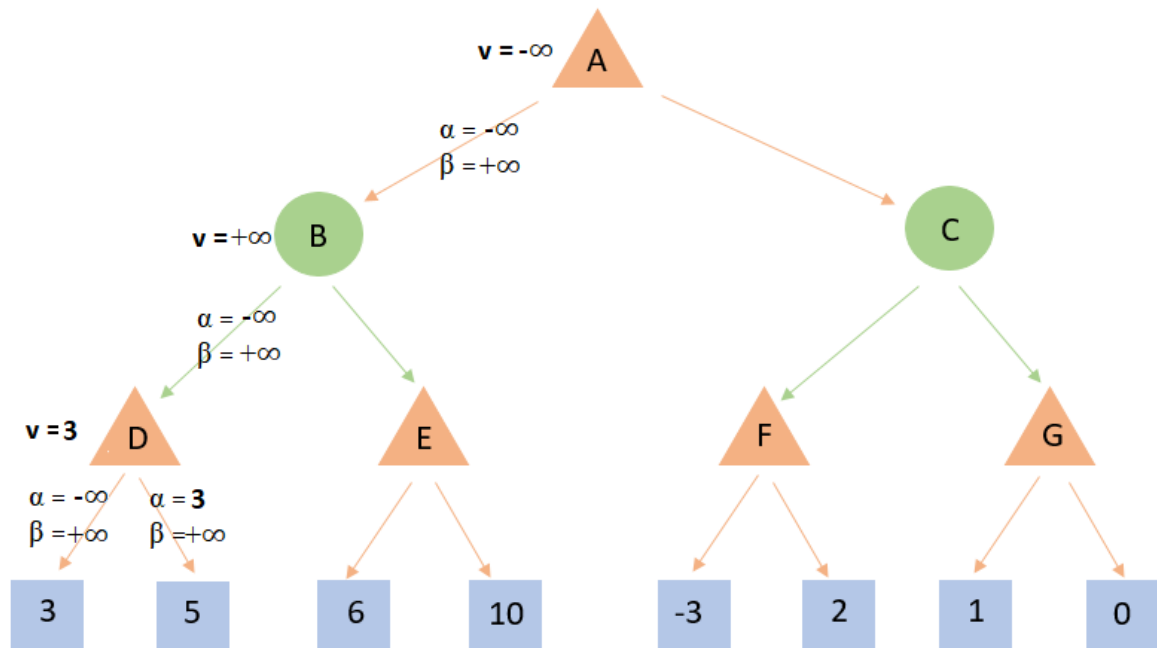 v = -∞
A
α = -∞
β = +∞
v = +∞
B
C
α = -∞
β = +∞
v = 3
D
E
F
G
α = -∞
β = +∞
α = 3
β = +∞
3
5
6
10
-3
2
1
0